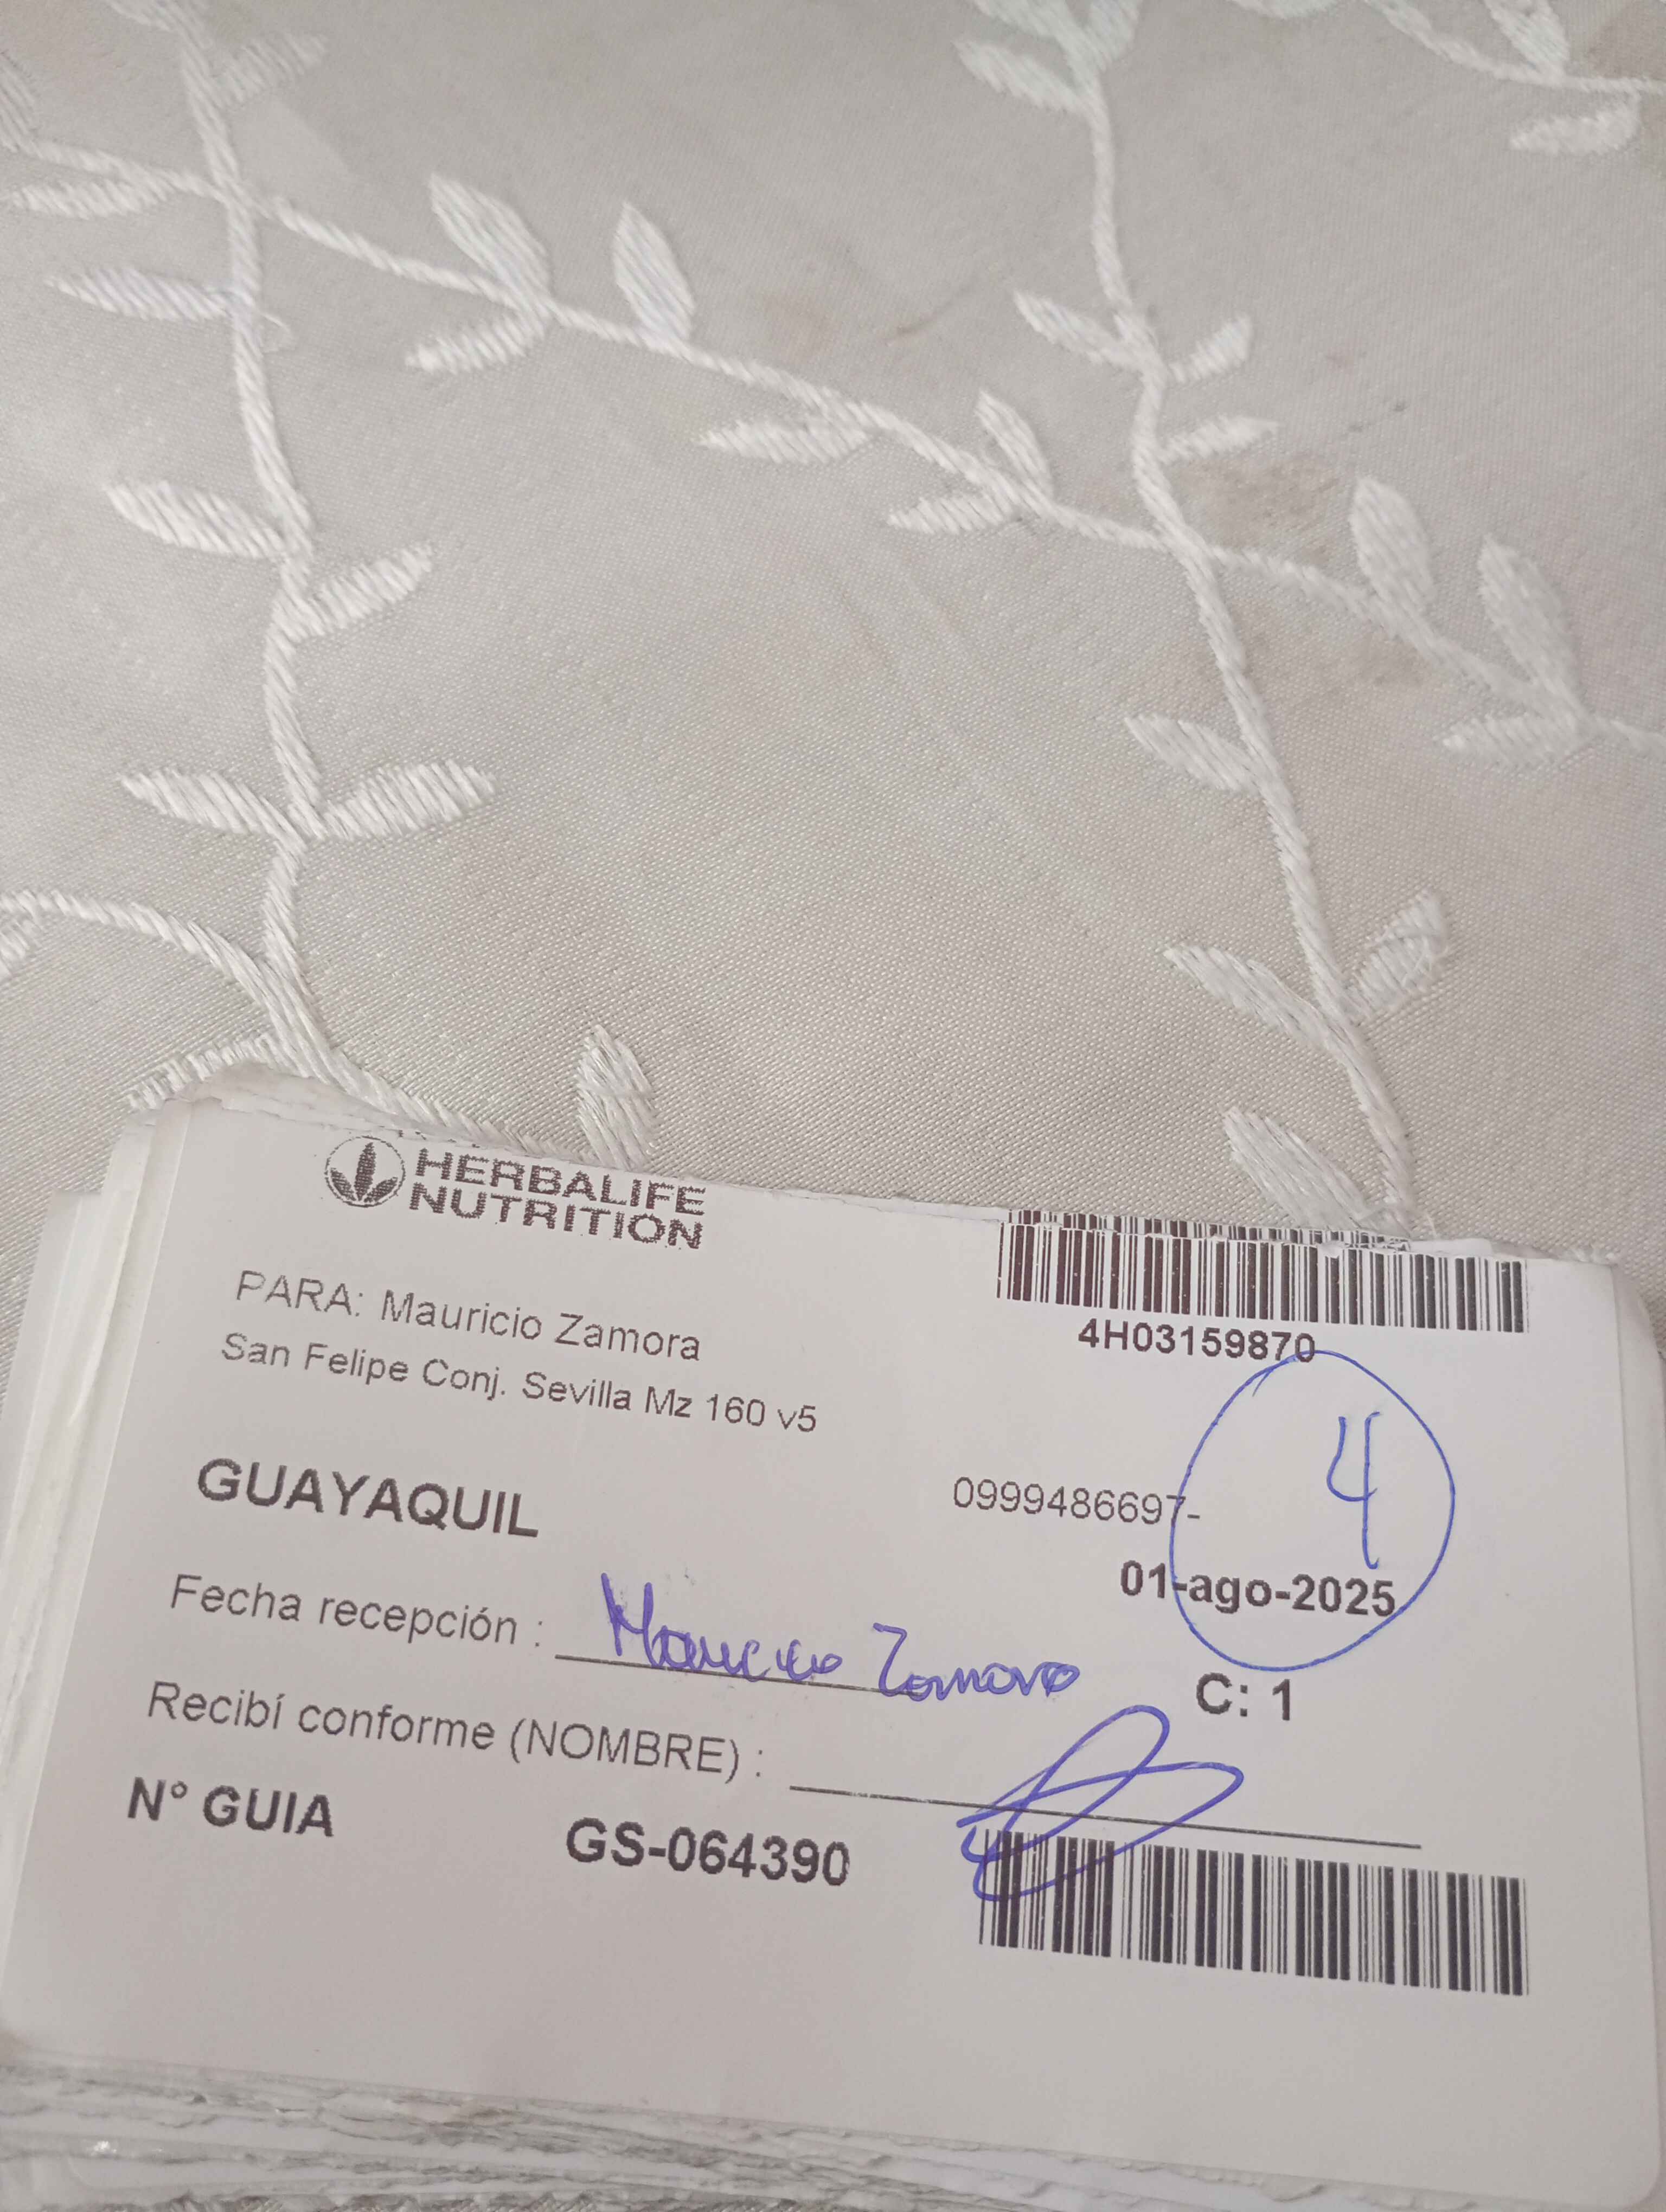 HERBALIFE
NUTRITION
4H03159870
PARA: Mauricio Zamora
San Felipe Conj. Sevilla Mz 160 v5
4
GUAYAQUIL
0999486697-
01-ago-2025
Fecha recepción : Mauricio Zamora
C: 1
Recibí conforme (NOMBRE) :
N° GUIA GS-064390